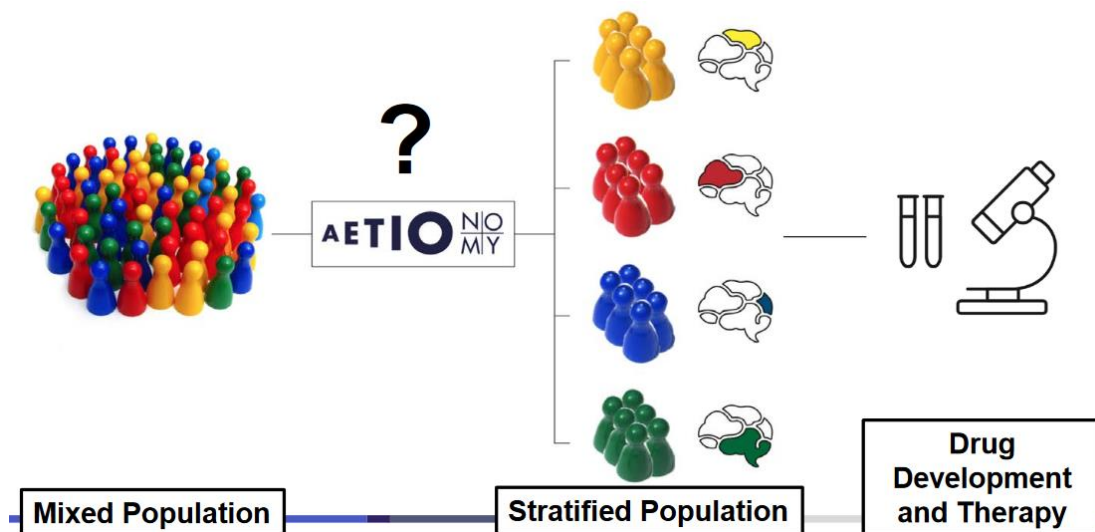 ?
AETIONOMY
Mixed Population
Stratified Population
Drug
Development
and Therapy